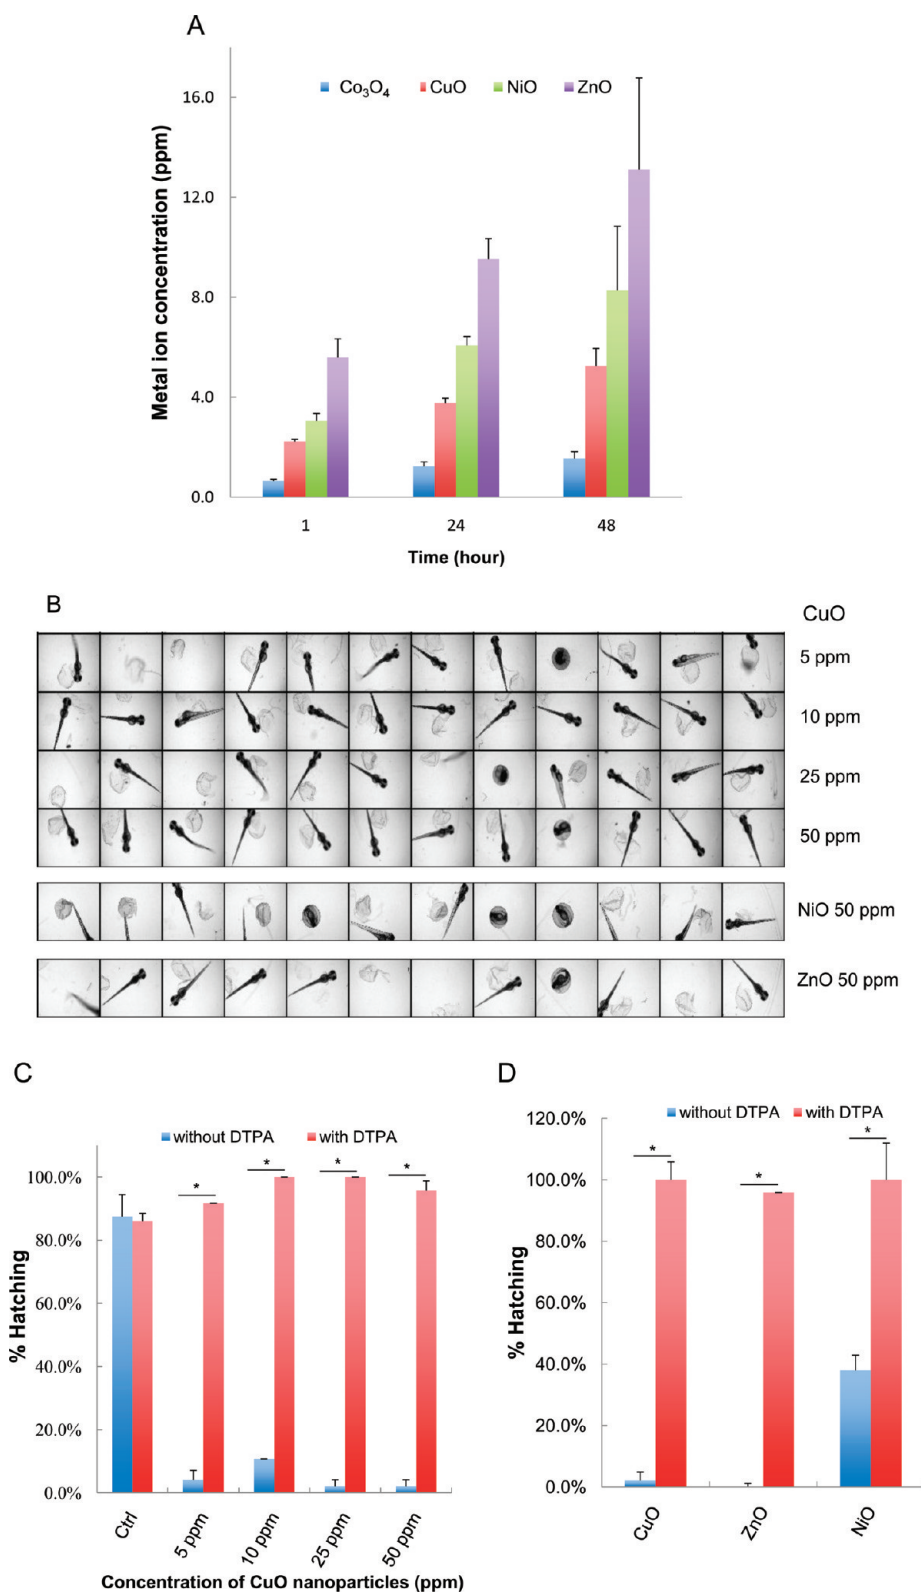 A
Co₃O₄ CuO NiO ZnO
Metal ion concentration (ppm)
16.0
12.0
8.0
4.0
0.0
1 24 48
Time (hour)
B
CuO
5 ppm
10 ppm
25 ppm
50 ppm
NiO 50 ppm
ZnO 50 ppm
C
without DTPA with DTPA
% Hatching
100.0%
80.0%
60.0%
40.0%
20.0%
0.0%
* * * *
Ctrl 5 ppm 10 ppm 25 ppm 50 ppm
Concentration of CuO nanoparticles (ppm)
D
without DTPA with DTPA
% Hatching
120.0%
100.0%
80.0%
60.0%
40.0%
20.0%
0.0%
* * *
CuO ZnO NiO